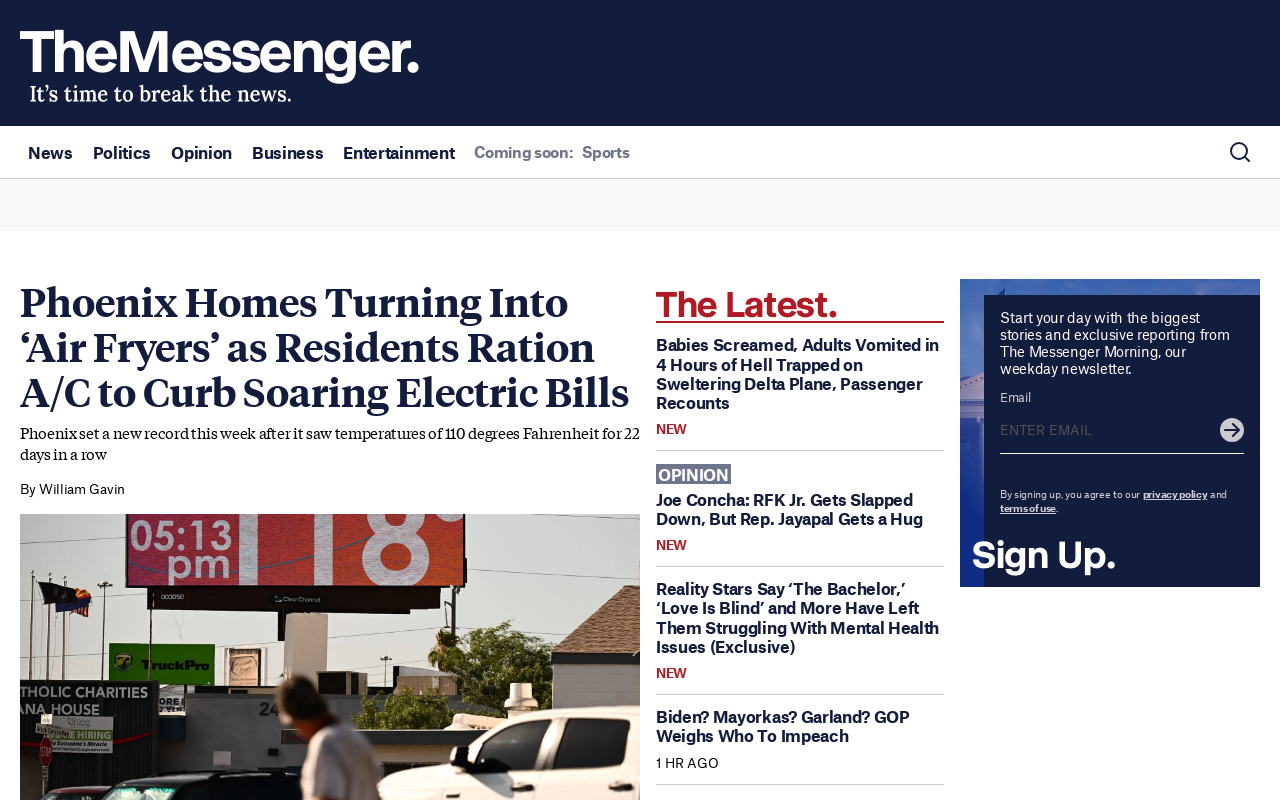 TheMessenger.
It's time to break the news.
News Politics Opinion Business Entertainment Coming soon: Sports
Phoenix Homes Turning Into
‘Air Fryers’ as Residents Ration
A/C to Curb Soaring Electric Bills
Phoenix set a new record this week after it saw temperatures of 110 degrees Fahrenheit for 22
days in a row
By William Gavin
05:13
pm
118°
003050
Clear Channel
TruckPro
THOLIC CHARITIES
ANA HOUSE
E HIRING
Someone's Miracle
STOP
24
The Latest.
Babies Screamed, Adults Vomited in
4 Hours of Hell Trapped on
Sweltering Delta Plane, Passenger
Recounts
NEW
OPINION
Joe Concha: RFK Jr. Gets Slapped
Down, But Rep. Jayapal Gets a Hug
NEW
Reality Stars Say ‘The Bachelor,’
‘Love Is Blind’ and More Have Left
Them Struggling With Mental Health
Issues (Exclusive)
NEW
Biden? Mayorkas? Garland? GOP
Weighs Who To Impeach
1 HR AGO
Start your day with the biggest
stories and exclusive reporting from
The Messenger Morning, our
weekday newsletter.
Email
ENTER EMAIL
By signing up, you agree to our privacy policy and
terms of use.
Sign Up.